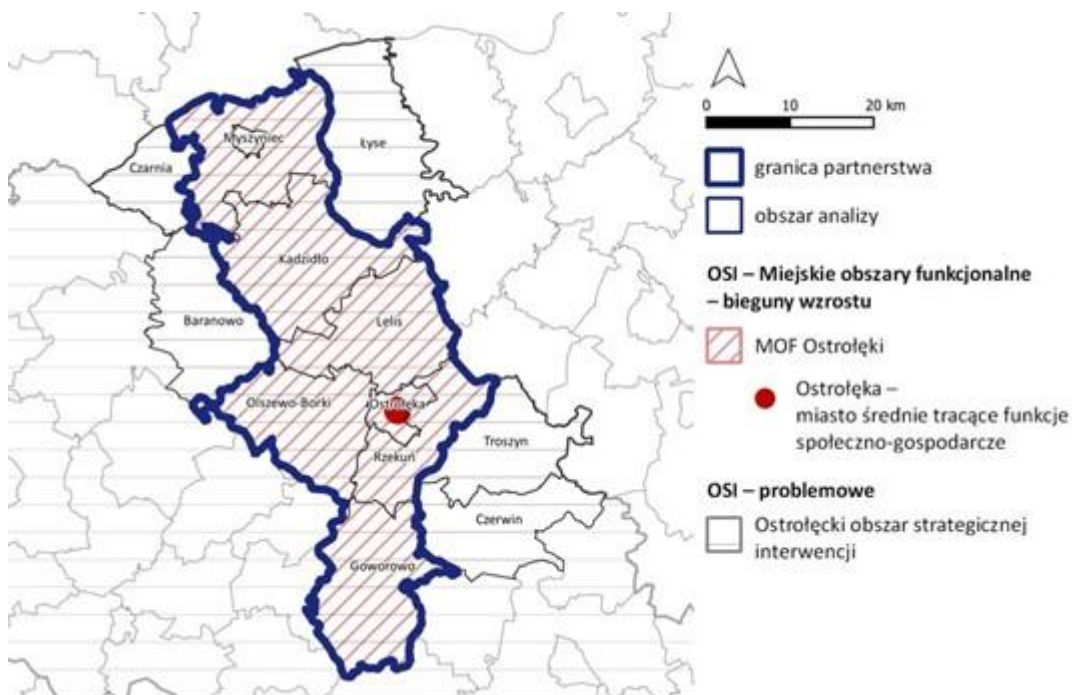 Myszyniec
Czarnia
Łyse
Kadzidło
Baranowo
Lelis
Olszewo-Borki
Ostrołęka
Rzekuń
Troszyn
Czerwin
Goworowo
0 10 20 km
granica partnerstwa
obszar analizy
OSI – Miejskie obszary funkcjonalne
– bieguny wzrostu
MOF Ostrołęki
Ostrołęka –
miasto średnie tracące funkcje
społeczno-gospodarcze
OSI – problemowe
Ostrołęcki obszar strategicznej
interwencji